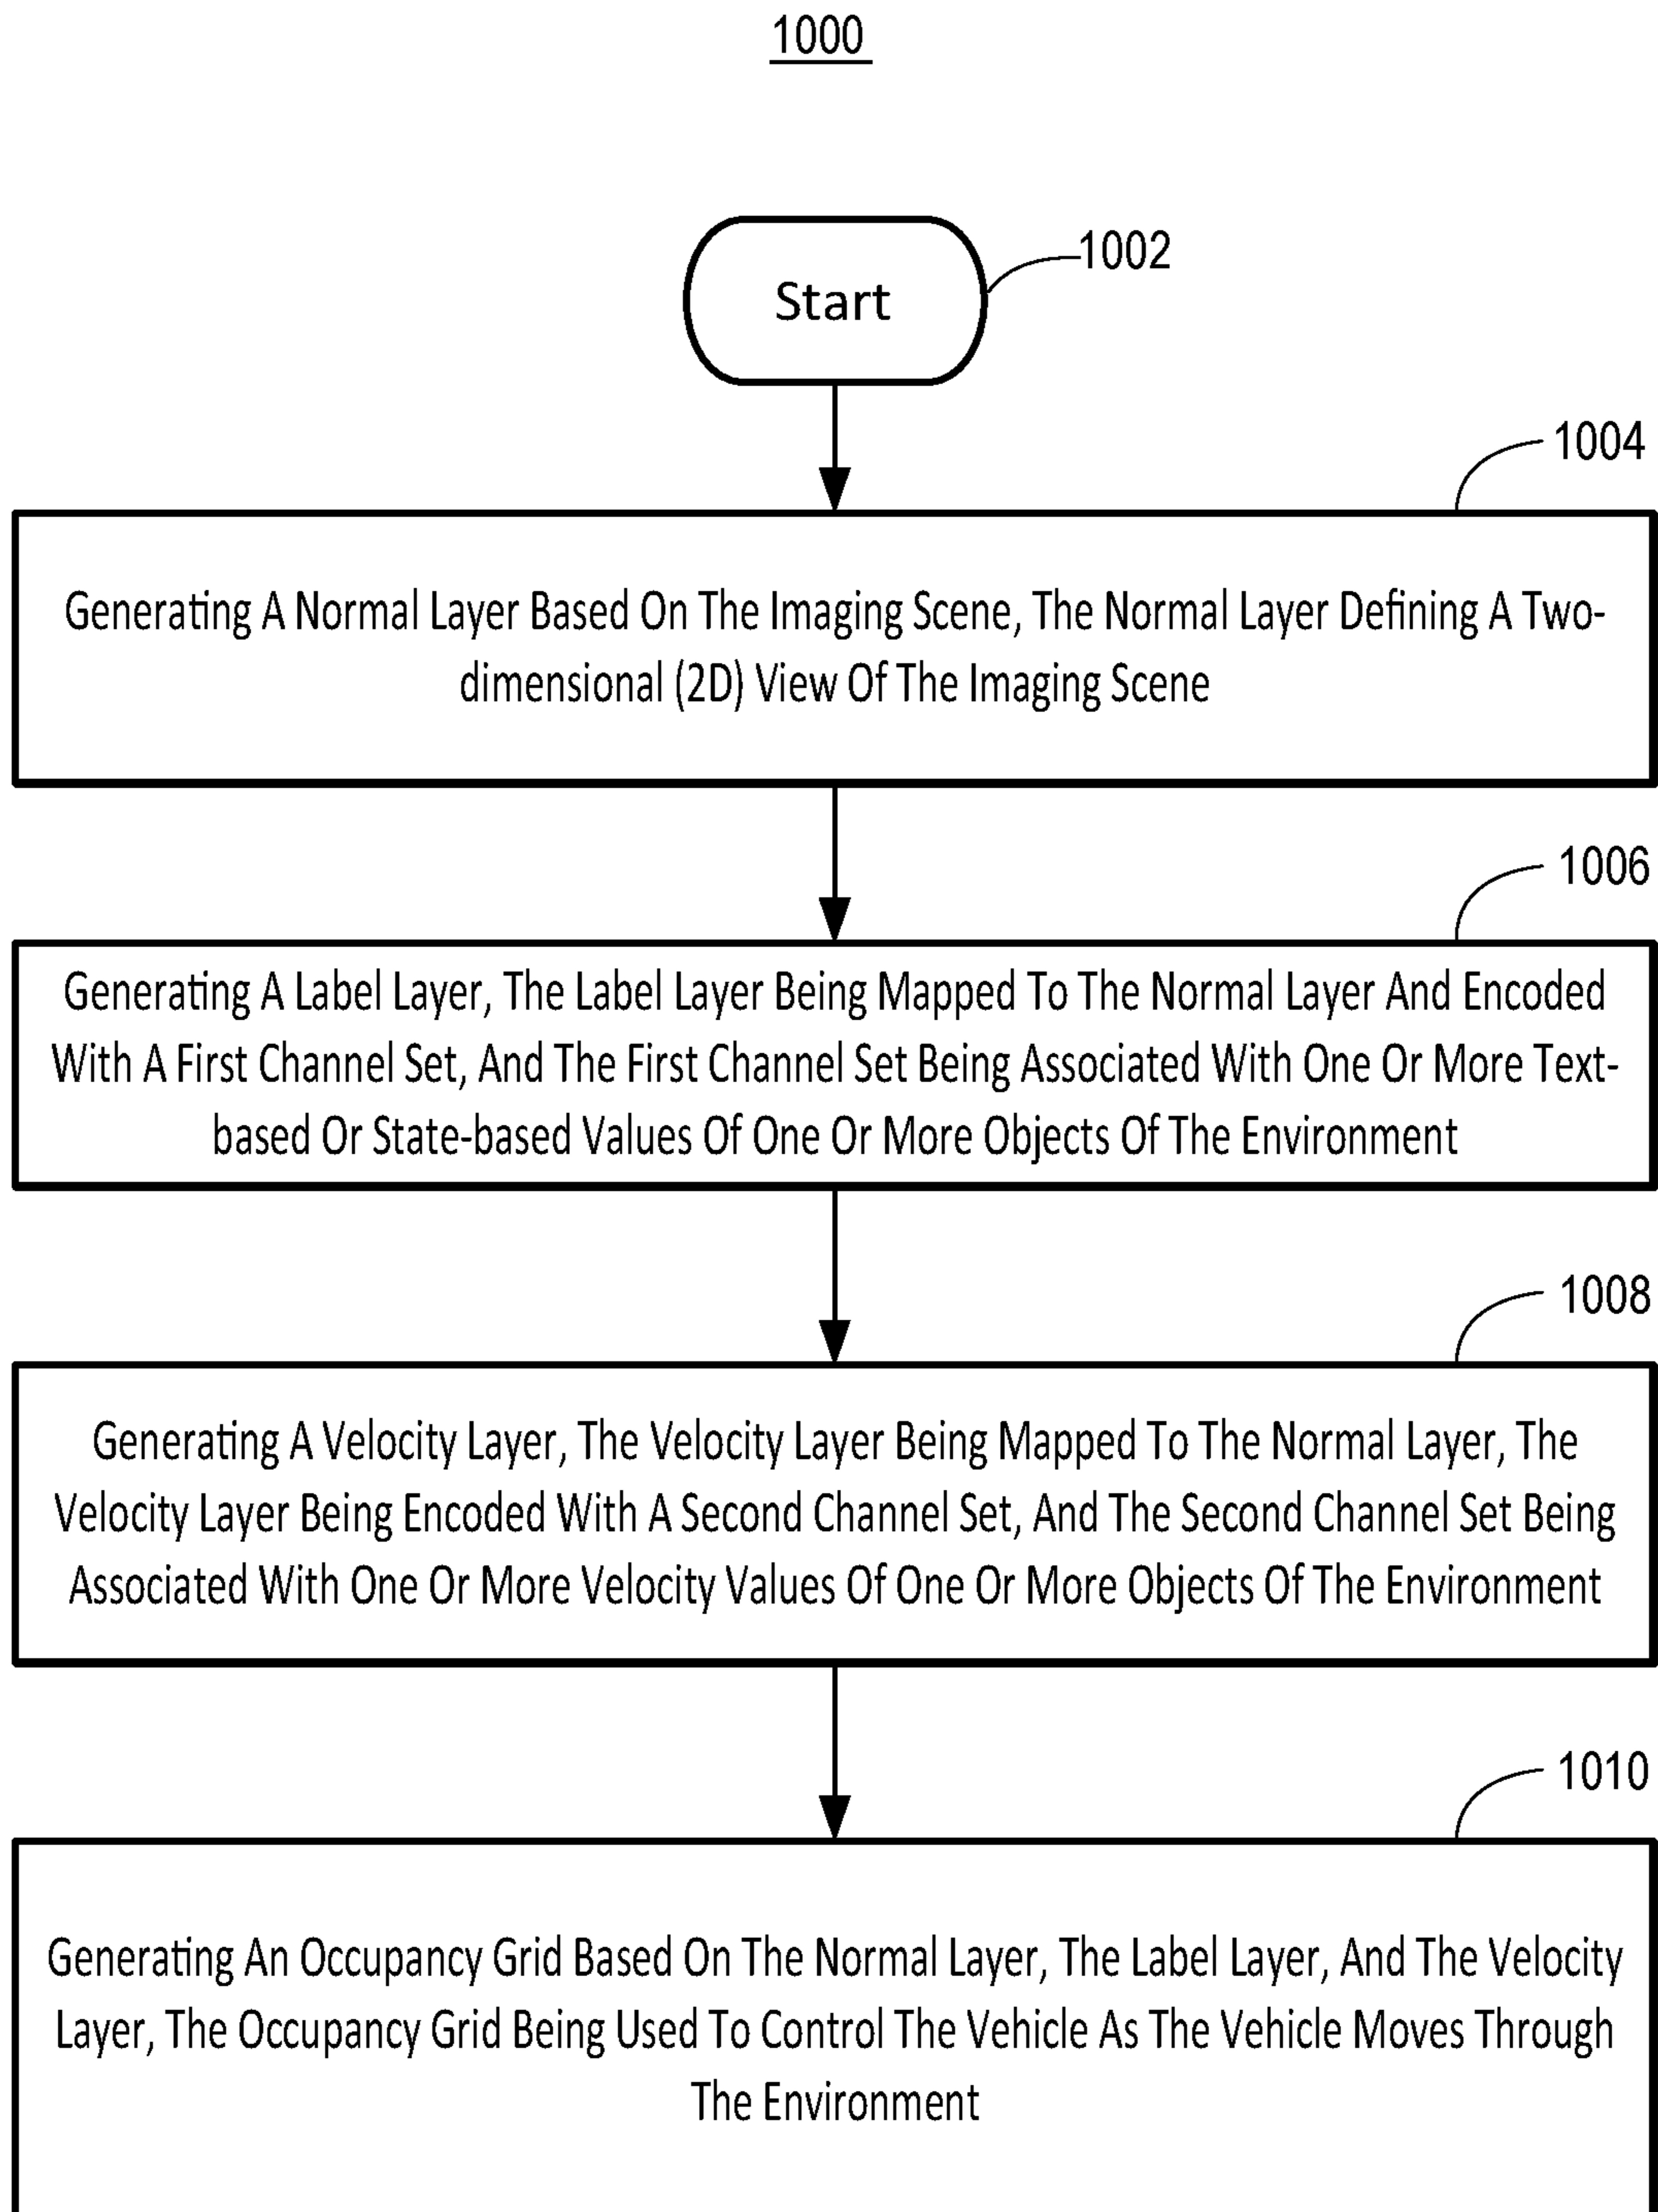 1000
Start
1002
1004
Generating A Normal Layer Based On The Imaging Scene, The Normal Layer Defining A Two-
dimensional (2D) View Of The Imaging Scene
1006
Generating A Label Layer, The Label Layer Being Mapped To The Normal Layer And Encoded
With A First Channel Set, And The First Channel Set Being Associated With One Or More Text-
based Or State-based Values Of One Or More Objects Of The Environment
1008
Generating A Velocity Layer, The Velocity Layer Being Mapped To The Normal Layer, The
Velocity Layer Being Encoded With A Second Channel Set, And The Second Channel Set Being
Associated With One Or More Velocity Values Of One Or More Objects Of The Environment
1010
Generating An Occupancy Grid Based On The Normal Layer, The Label Layer, And The Velocity
Layer, The Occupancy Grid Being Used To Control The Vehicle As The Vehicle Moves Through
The Environment